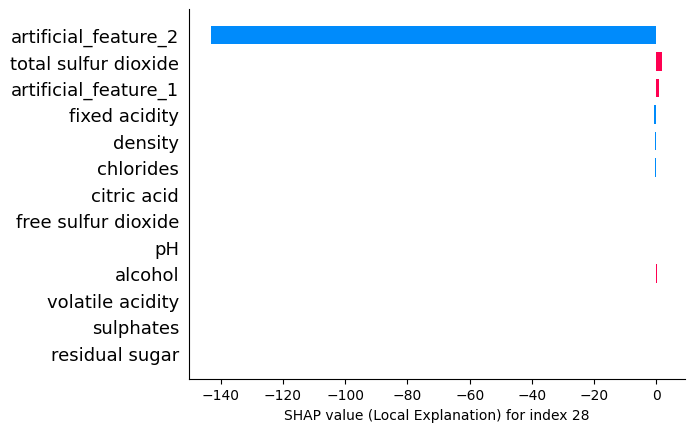 artificial_feature_2
total sulfur dioxide
artificial_feature_1
fixed acidity
density
chlorides
citric acid
free sulfur dioxide
pH
alcohol
volatile acidity
sulphates
residual sugar
−140 −120 −100 −80 −60 −40 −20 0
SHAP value (Local Explanation) for index 28